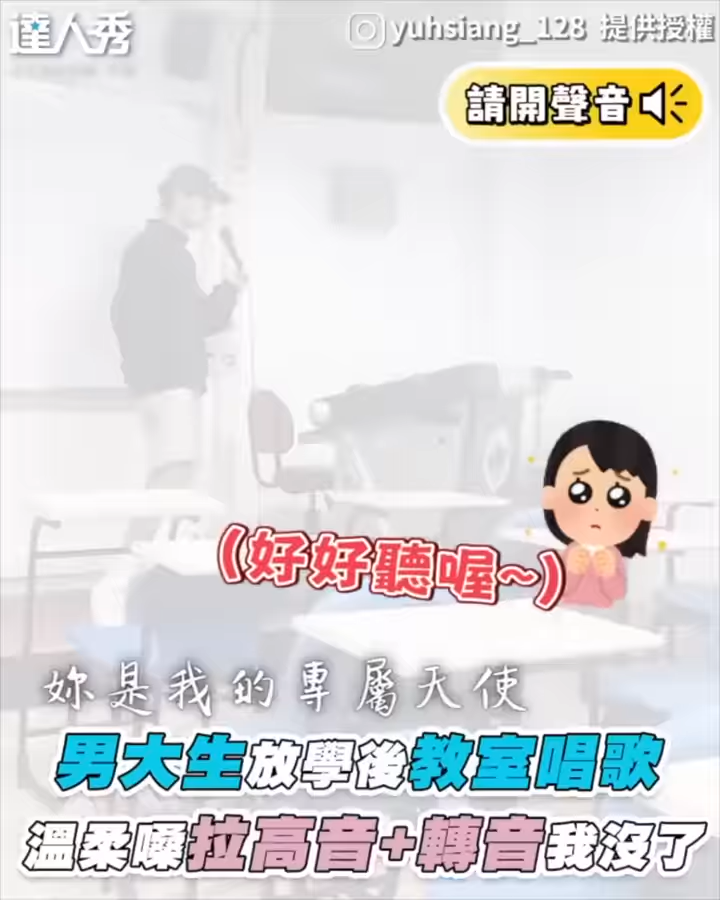 達人秀
yuhsiang_128 提供授權
請開聲音
(好好聽喔~)
妳是我的專屬天使
男大生放學後教室唱歌
溫柔嗓拉高音+轉音我沒了